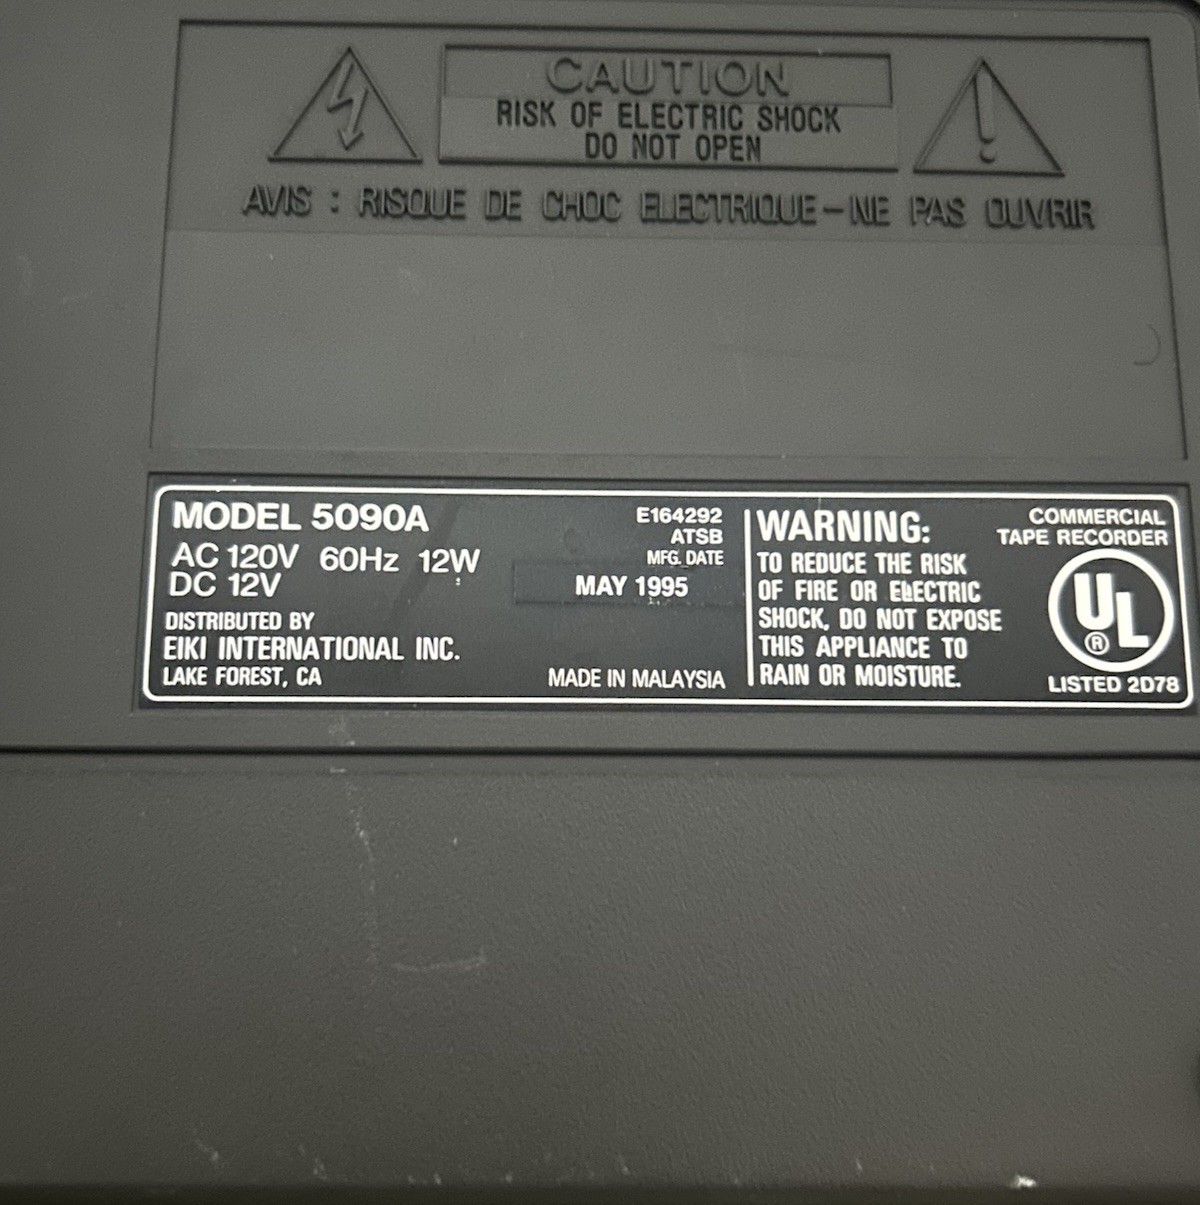 CAUTION
RISK OF ELECTRIC SHOCK
DO NOT OPEN
AVIS : RISQUE DE CHOC ELECTRIQUE – NE PAS OUVRIR
MODEL 5090A
AC 120V 60Hz 12W
DC 12V
DISTRIBUTED BY
EIKI INTERNATIONAL INC.
LAKE FOREST, CA
E164292
ATSB
MFG. DATE
MAY 1995
MADE IN MALAYSIA
WARNING:
TO REDUCE THE RISK
OF FIRE OR ELECTRIC
SHOCK, DO NOT EXPOSE
THIS APPLIANCE TO
RAIN OR MOISTURE.
COMMERCIAL
TAPE RECORDER
UL
®
LISTED 2D78